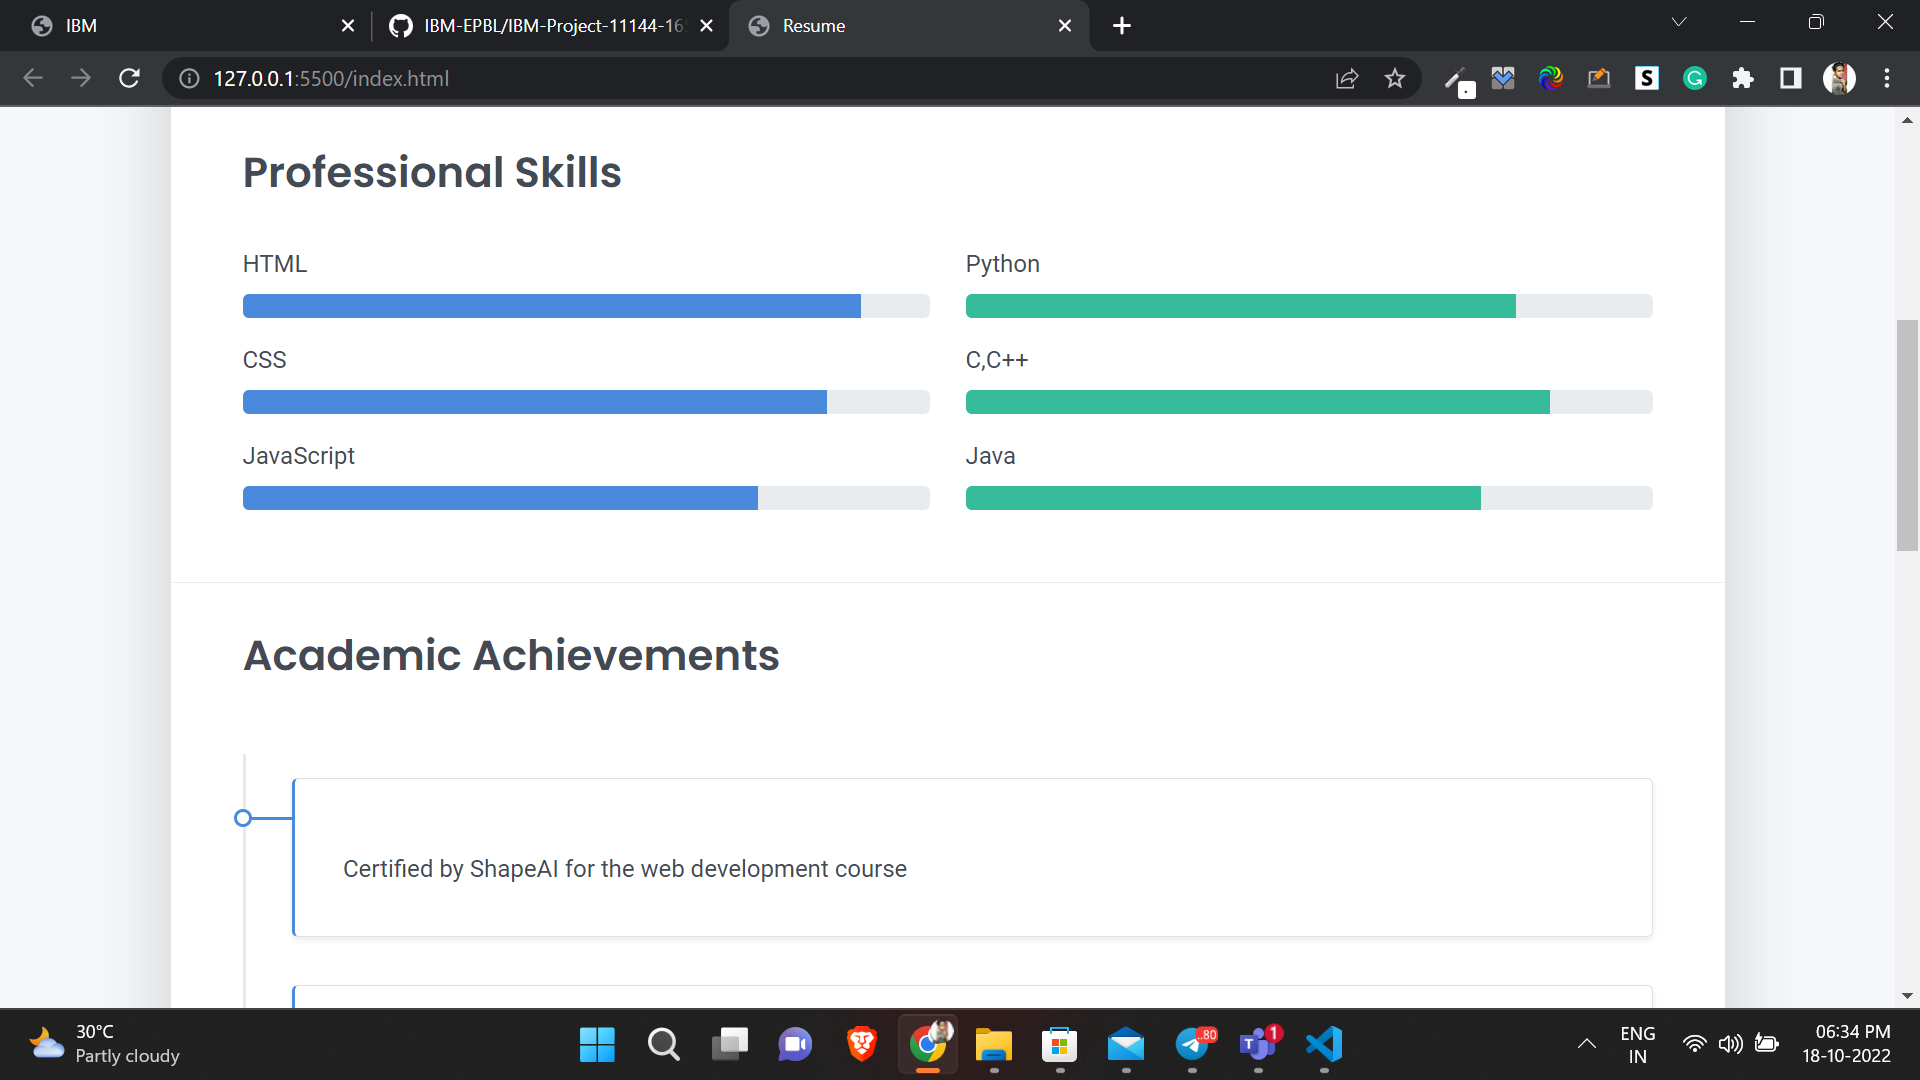 IBM
IBM-EPBL/IBM-Project-11144-16
Resume
127.0.0.1:5500/index.html
S
G
Professional Skills
HTML
Python
CSS
C,C++
JavaScript
Java
Academic Achievements
Certified by ShapeAI for the web development course
30°C
Partly cloudy
..80
T
1
ENG
IN
06:34 PM
18-10-2022